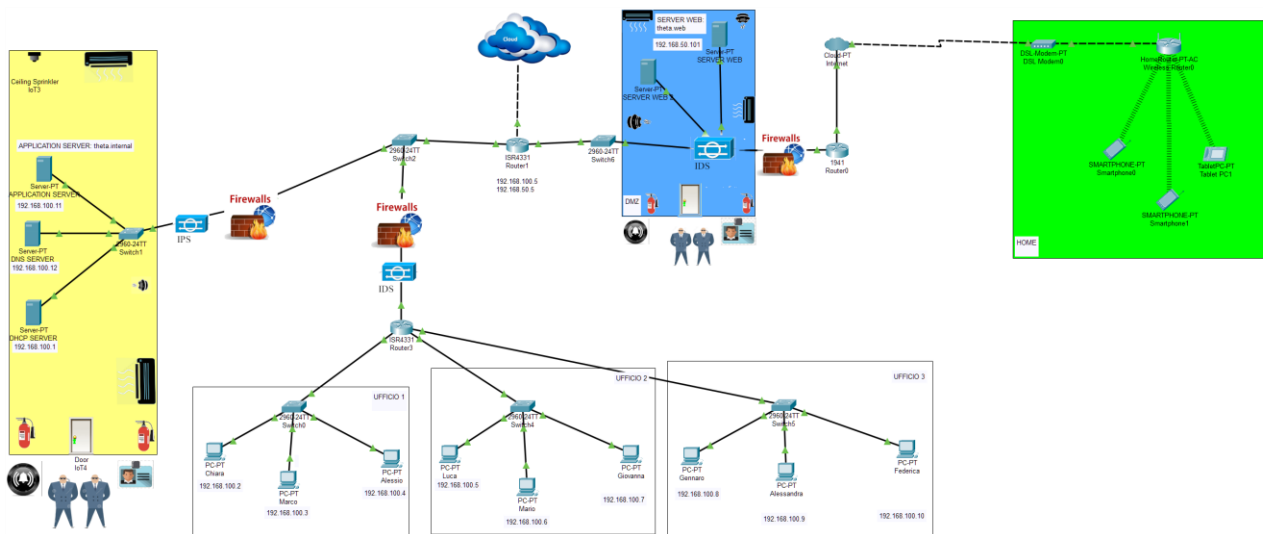 Ceiling Sprinkler
IoT3
APPLICATION SERVER: theta.internal
Server-PT
APPLICATION SERVER
192.168.100.11
Server-PT
DNS SERVER
192.168.100.12
Server-PT
DHCP SERVER
192.168.100.1
2960-24TT
Switch1
Door
IoT4
IPS
Firewalls
2960-24TT
Switch2
Firewalls
IDS
ISR4331
Router3
Cloud
ISR4331
Router1
192.168.100.5
192.168.50.5
2960-24TT
Switch6
SERVER WEB:
theta.web
192.168.50.101
Server-PT
SERVER WEB
Server-PT
SERVER WEB 2
IDS
DMZ
Firewalls
1941
Router0
Cloud-PT
Internet
DSL-Modem-PT
DSL Modem0
HomeRouter-PT-AC
Wireless Router0
SMARTPHONE-PT
Smartphone0
TabletPC-PT
Tablet PC1
SMARTPHONE-PT
Smartphone1
HOME
UFFICIO 1
2960-24TT
Switch0
PC-PT
Chiara
192.168.100.2
PC-PT
Marco
192.168.100.3
PC-PT
Alessio
192.168.100.4
UFFICIO 2
2960-24TT
Switch4
PC-PT
Luca
192.168.100.5
PC-PT
Mario
192.168.100.6
PC-PT
Giovanna
192.168.100.7
UFFICIO 3
2960-24TT
Switch5
PC-PT
Gennaro
192.168.100.8
PC-PT
Alessandra
192.168.100.9
PC-PT
Federica
192.168.100.10